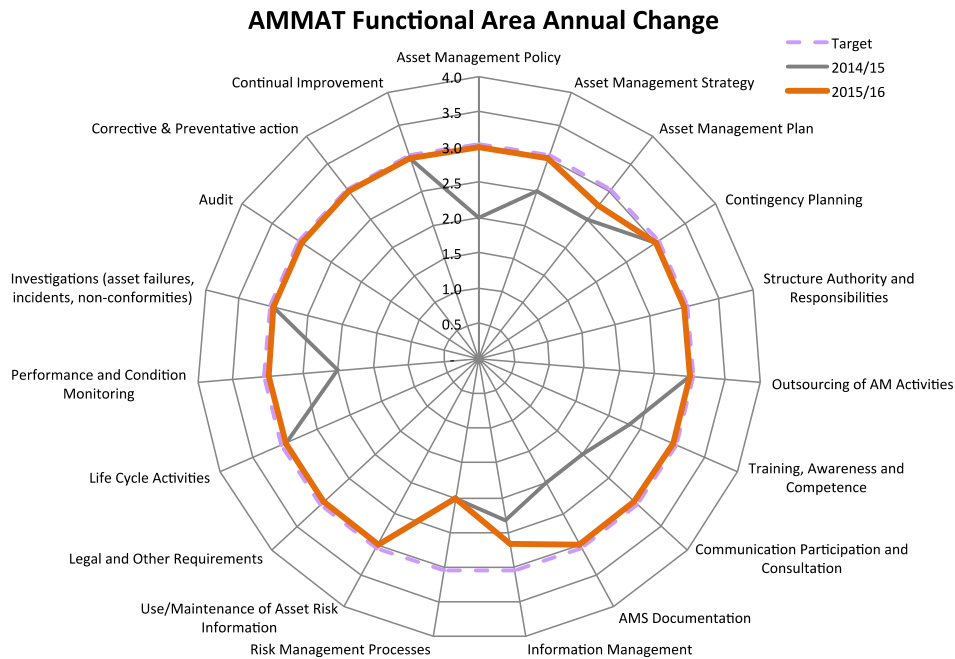 AMMAT Functional Area Annual Change
Target
2014/15
2015/16
Asset Management Policy
Asset Management Strategy
Asset Management Plan
Contingency Planning
Structure Authority and
Responsibilities
Outsourcing of AM Activities
Training, Awareness and
Competence
Communication Participation and
Consultation
AMS Documentation
Information Management
Risk Management Processes
Use/Maintenance of Asset Risk
Information
Legal and Other Requirements
Life Cycle Activities
Performance and Condition
Monitoring
Investigations (asset failures,
incidents, non-conformities)
Audit
Corrective & Preventative action
Continual Improvement
4.0
3.5
3.0
2.5
2.0
1.5
1.0
0.5
-